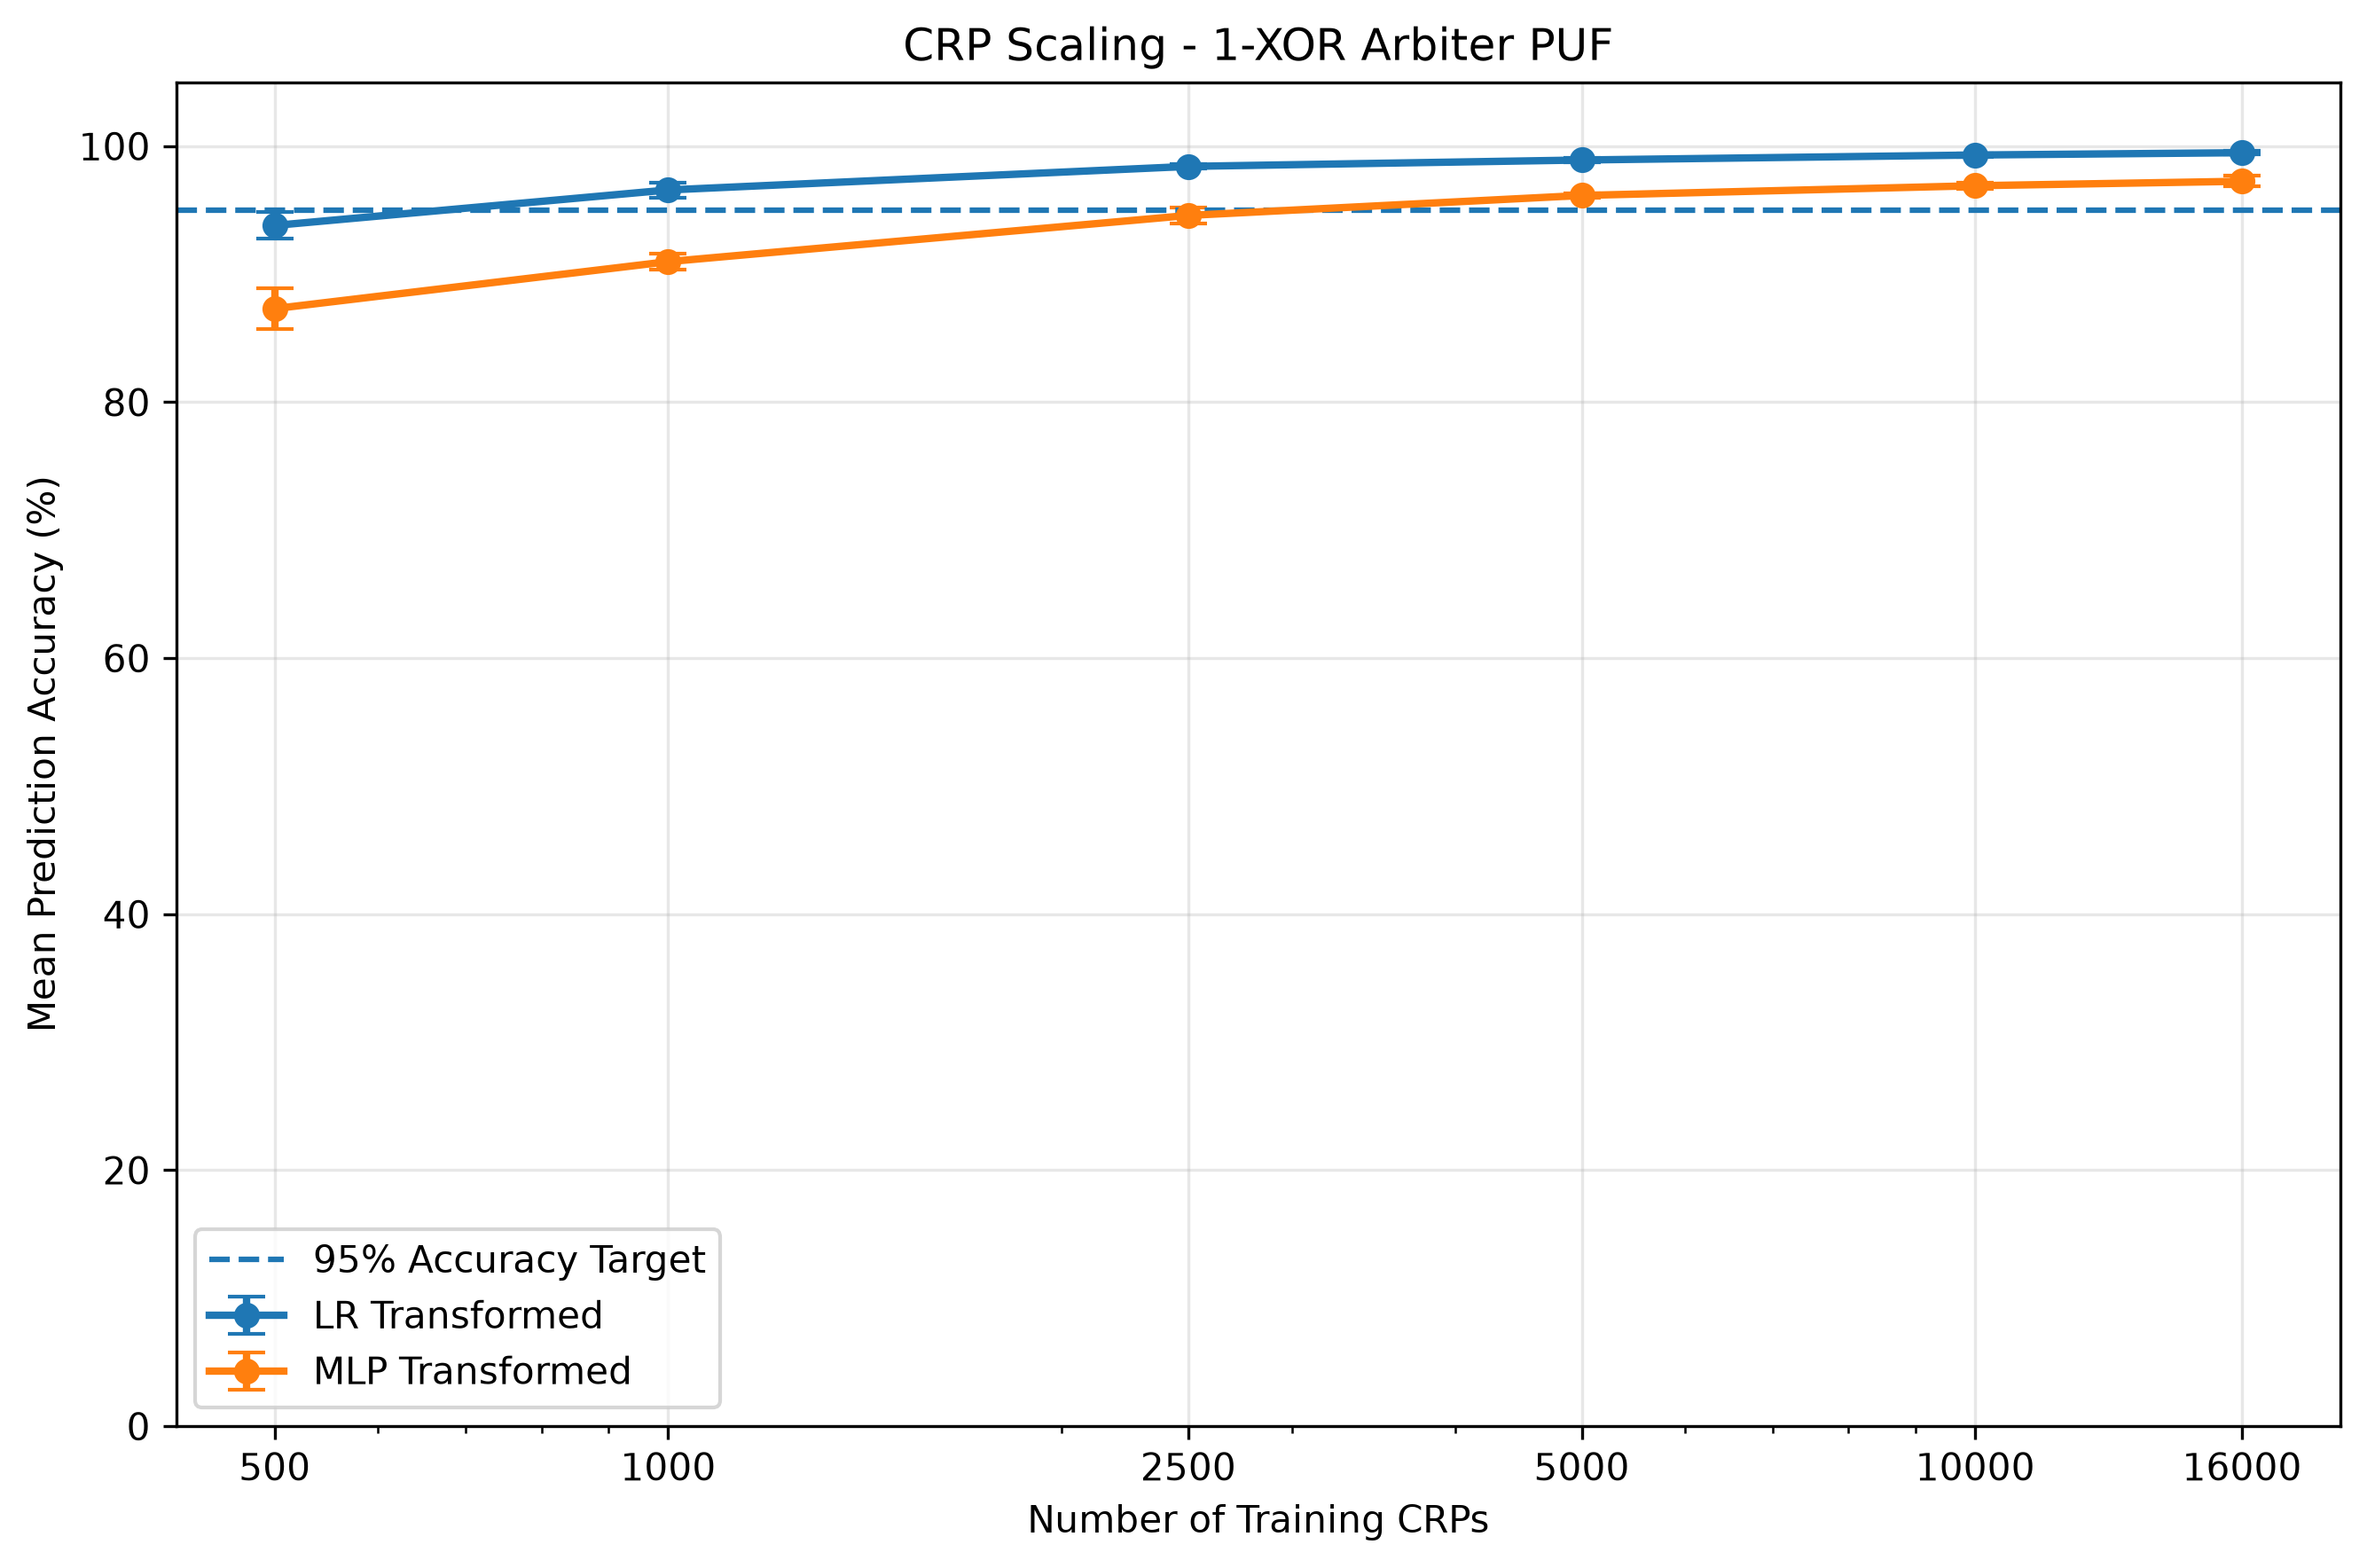 CRP Scaling - 1-XOR Arbiter PUF
Mean Prediction Accuracy (%)
100
80
60
40
20
0
95% Accuracy Target
LR Transformed
MLP Transformed
500 1000 2500 5000 10000 16000
Number of Training CRPs